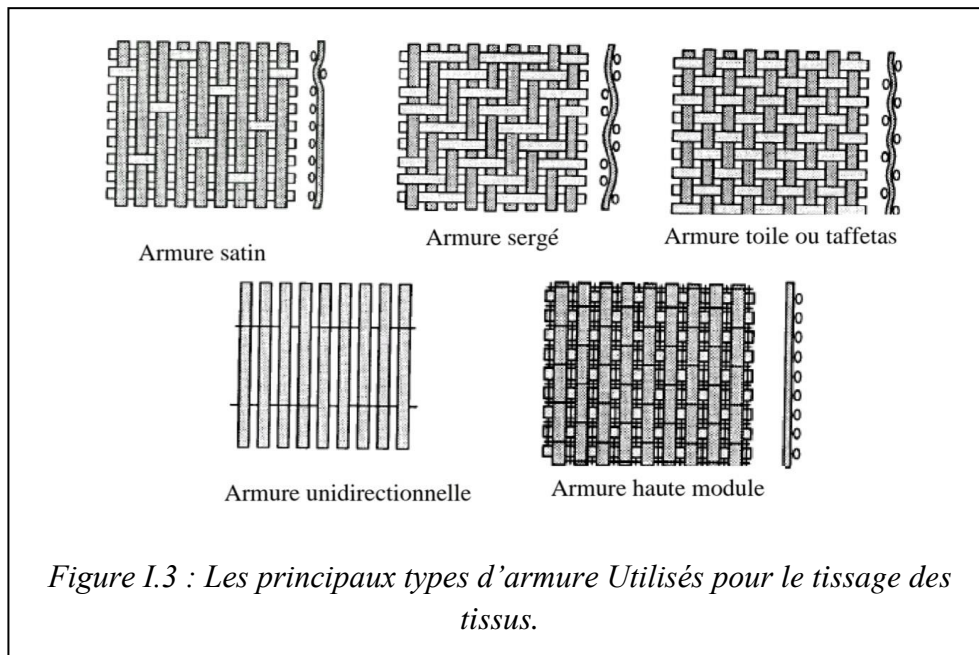 Armure satin
Armure sergé
Armure toile ou taffetas
Armure unidirectionnelle
Armure haute module
Figure I.3 : Les principaux types d’armure Utilisés pour le tissage des
tissus.